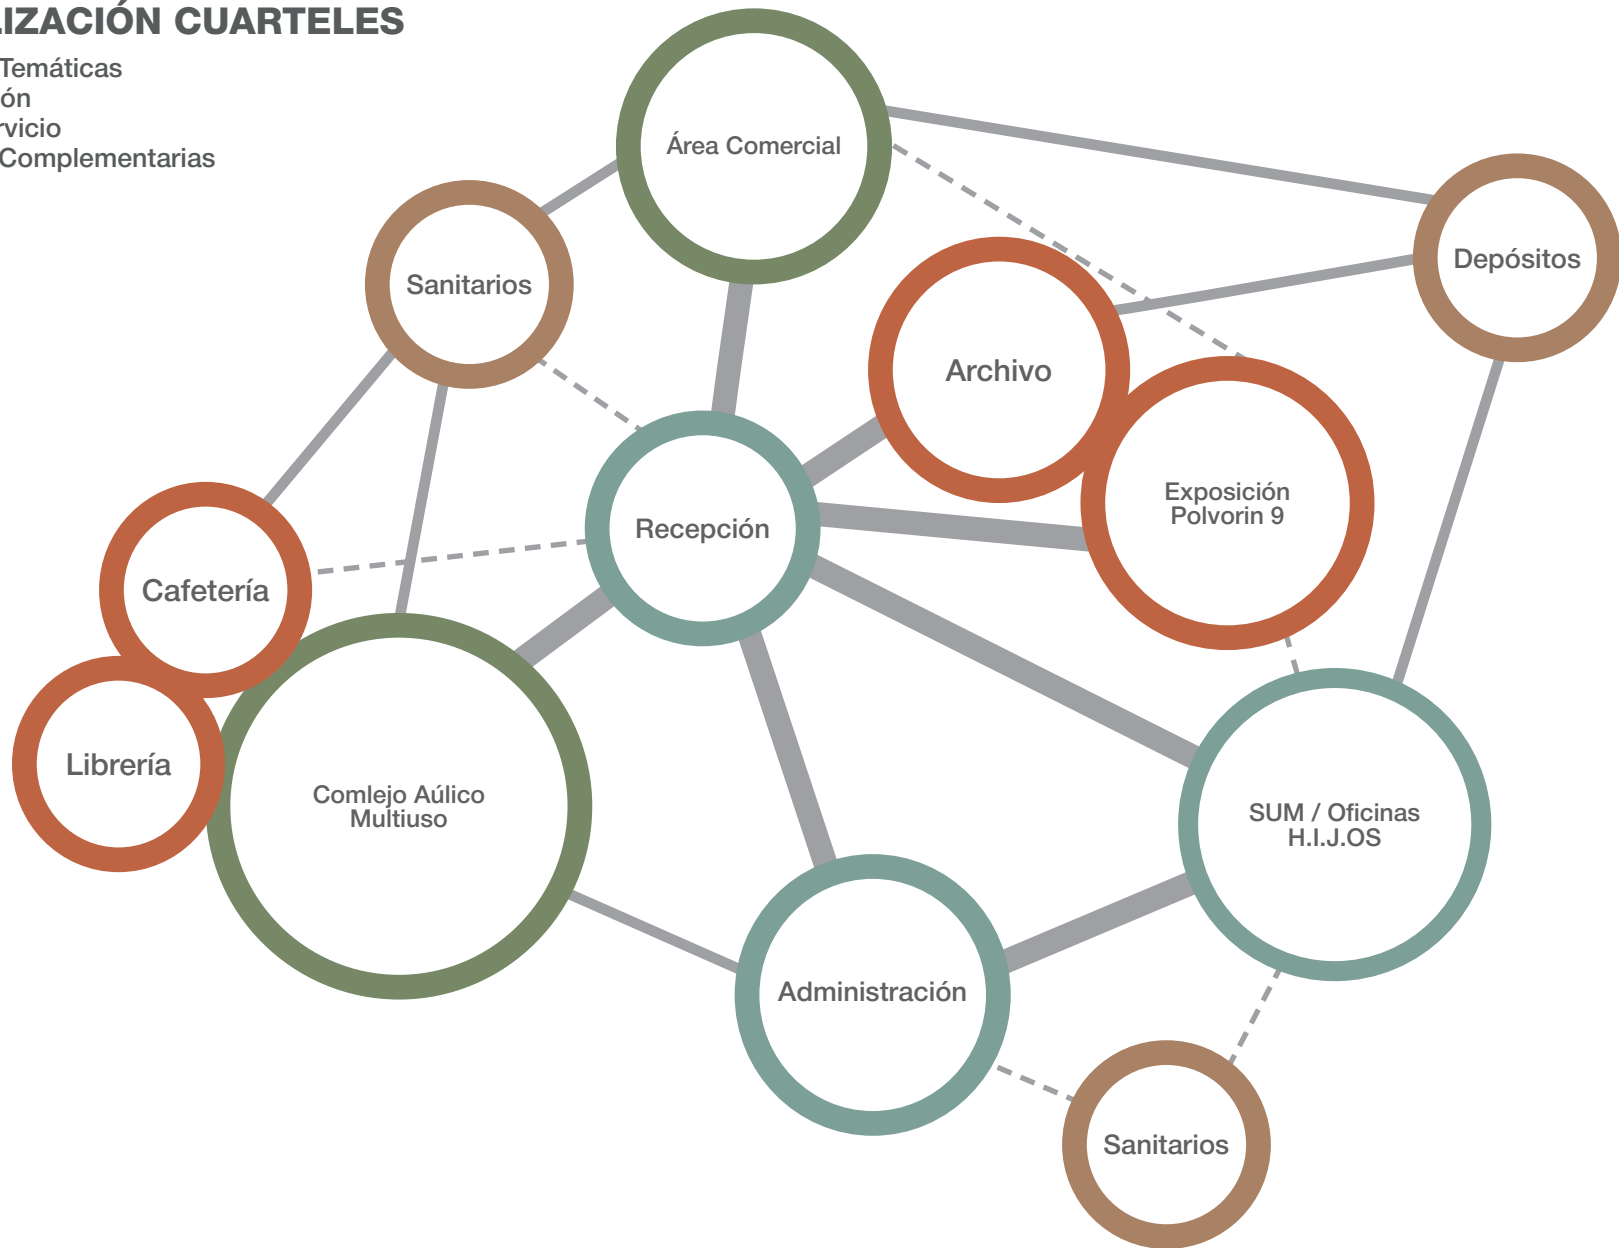 LIZACIÓN CUARTELES
Temáticas
ón
rvicio
Complementarias
Área Comercial
Sanitarios
Depósitos
Archivo
Exposición
Polvorin 9
Recepción
Cafetería
Librería
Comlejo Aúlico
Multiuso
SUM / Oficinas
H.I.J.OS
Administración
Sanitarios